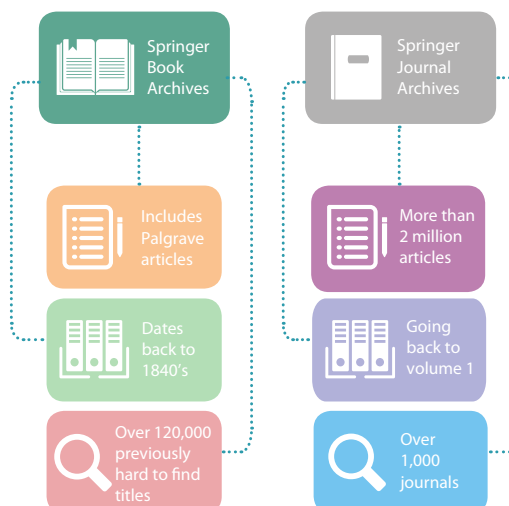 Springer
Book
Archives
Includes
Palgrave
articles
Dates
back to
1840's
Over 120,000
previously
hard to find
titles
Springer
Journal
Archives
More than
2 million
articles
Going
back to
volume 1
Over
1,000
journals